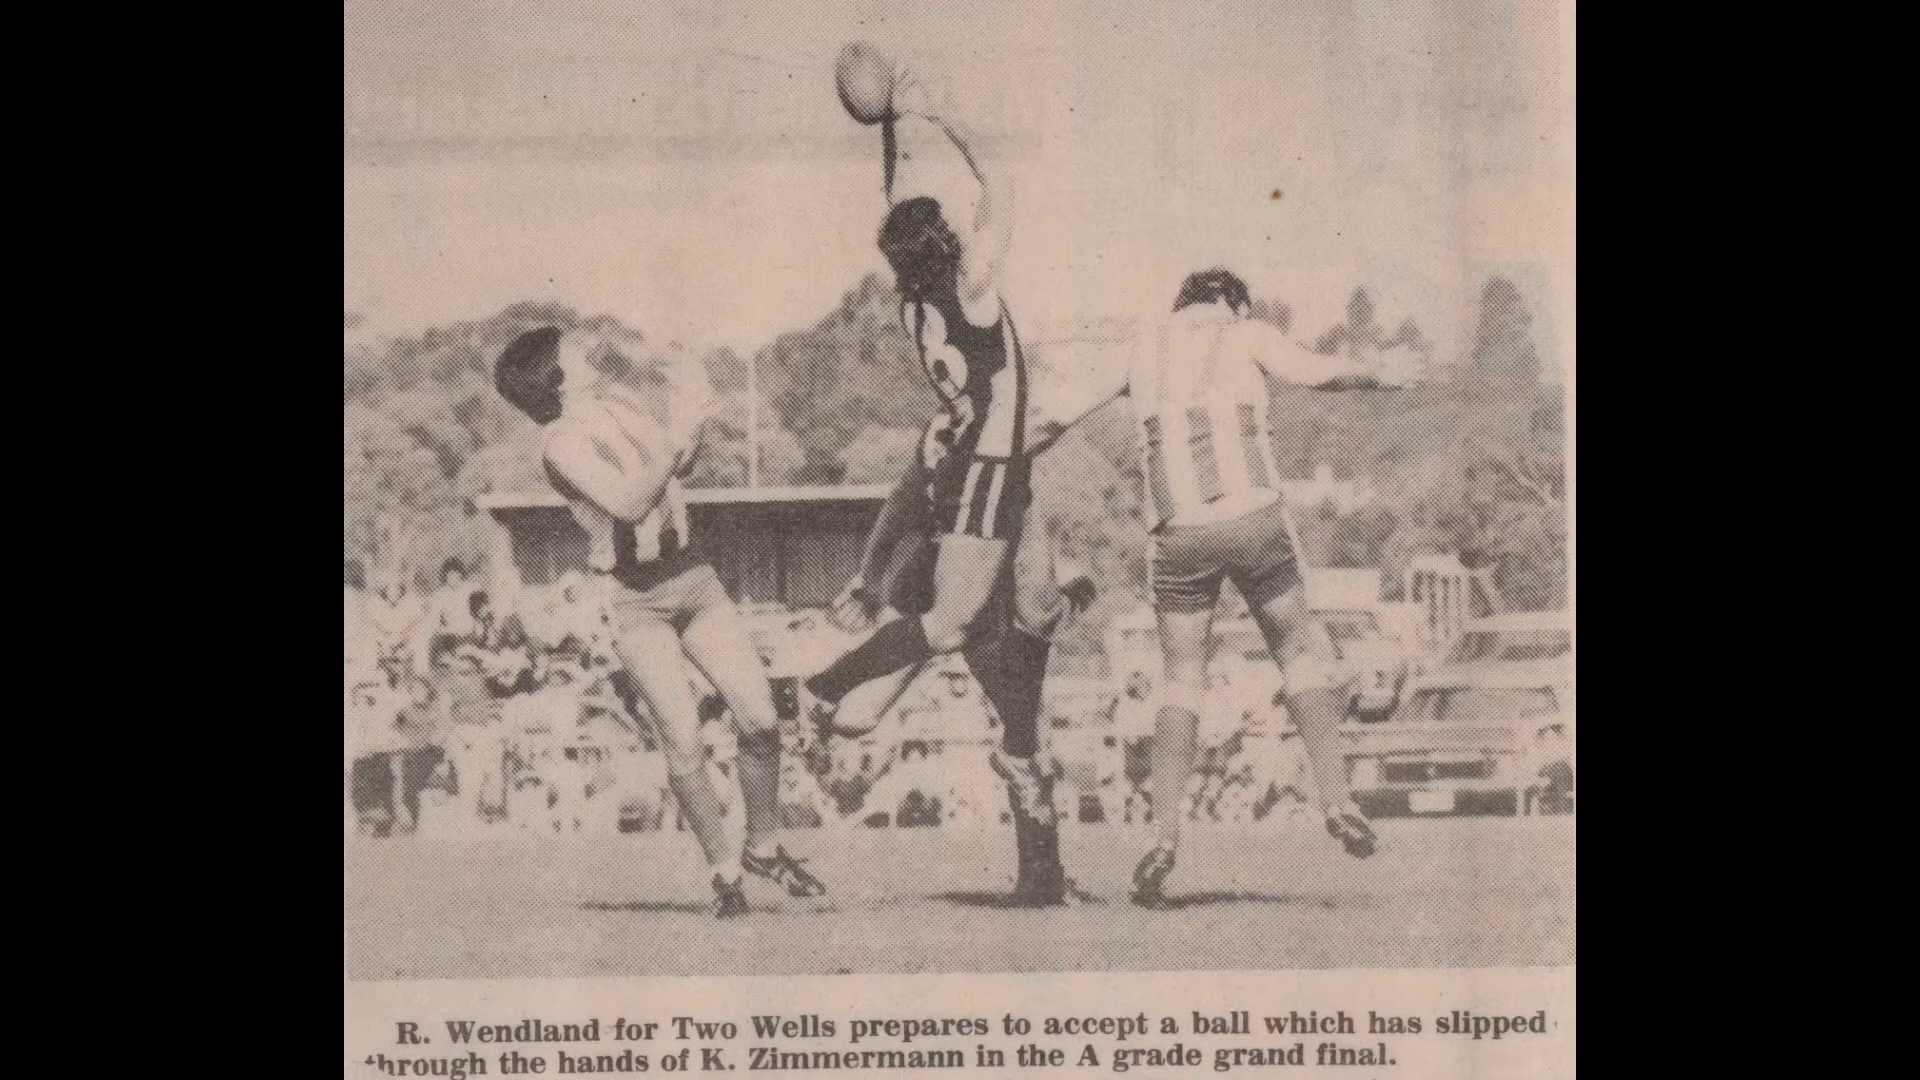 R. Wendland for Two Wells prepares to accept a ball which has slipped
through the hands of K. Zimmermann in the A grade grand final.